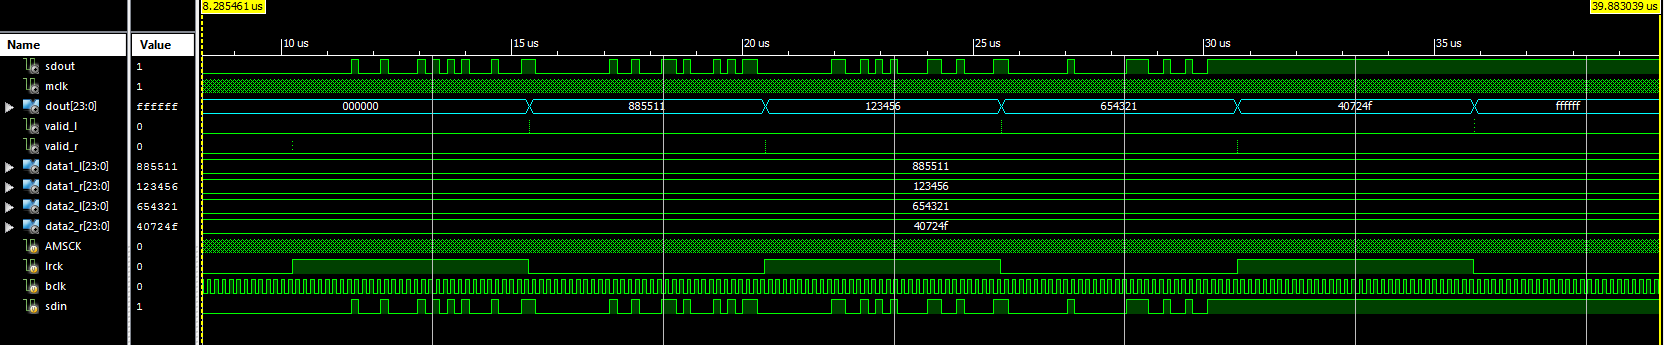 8.285461 us 39.883039 us
Name Value 10 us 15 us 20 us 25 us 30 us 35 us
sdout 1
mclk 1
dout[23:0] ffffff 000000 885511 123456 654321 40724f ffffff
valid_l 0
valid_r 0
data1_l[23:0] 885511 885511
data1_r[23:0] 123456 123456
data2_l[23:0] 654321 654321
data2_r[23:0] 40724f 40724f
AMSCK 0
lrck 0
bclk 0
sdin 1